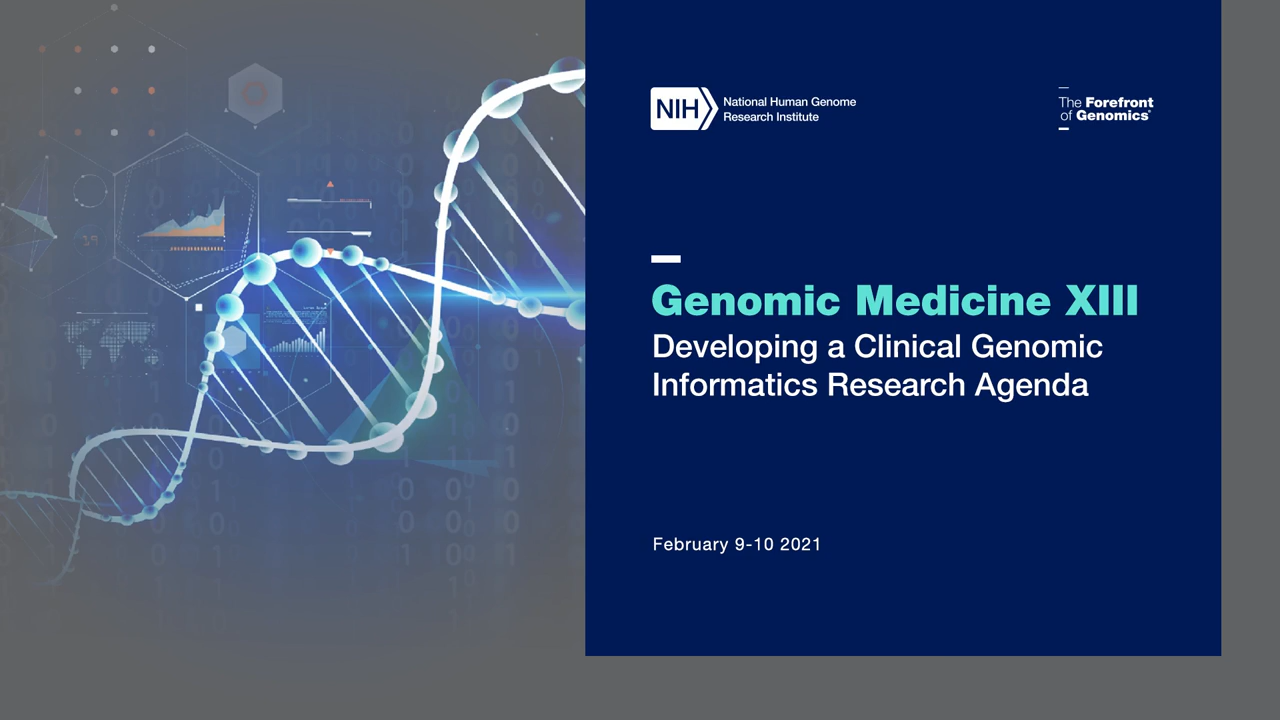 NIH
National Human Genome
Research Institute
The Forefront
of Genomics®
Genomic Medicine XIII
Developing a Clinical Genomic
Informatics Research Agenda
February 9-10 2021